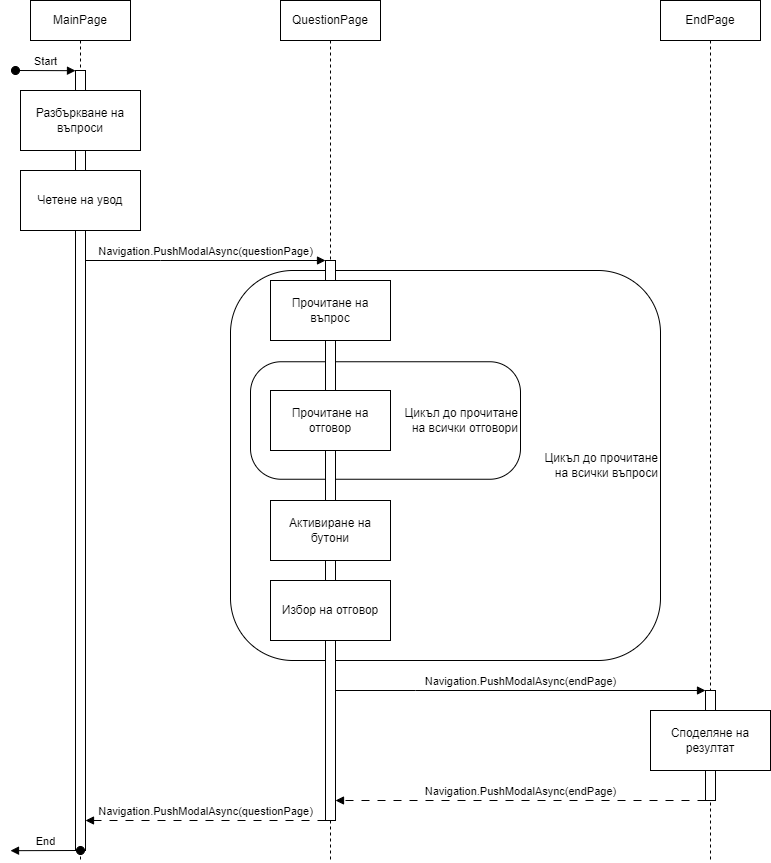 MainPage
QuestionPage
EndPage
Start
Разбъркване на
въпроси
Четене на увод
Navigation.PushModalAsync(questionPage)
Прочитане на
въпрос
Прочитане на
отговор
Цикъл до прочитане
на всички отговори
Цикъл до прочитане
на всички въпроси
Активиране на
бутони
Избор на отговор
Navigation.PushModalAsync(endPage)
Споделяне на
резултат
Navigation.PushModalAsync(endPage)
Navigation.PushModalAsync(questionPage)
End